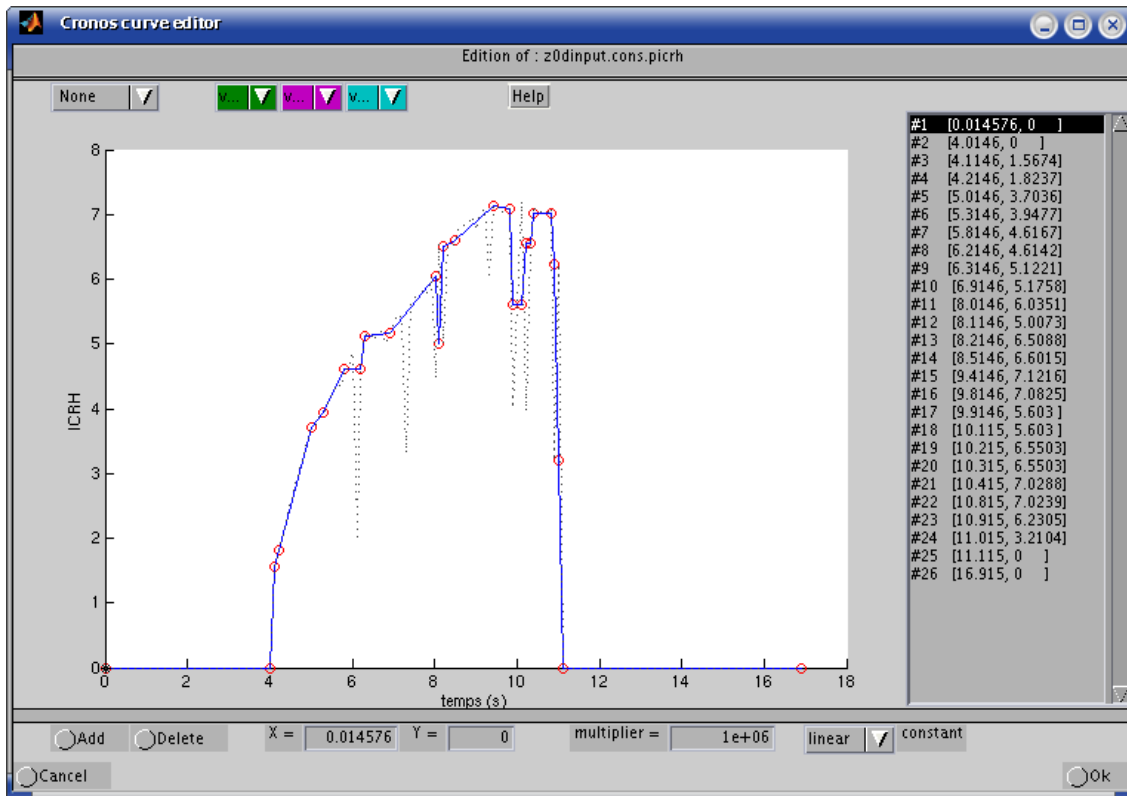 Cronos curve editor
Edition of : z0dinput.cons.picrh
None v... v... v... Help
8
7
6
5
4
3
2
1
0
ICRH
0 2 4 6 8 10 12 14 16 18
temps (s)
#1 [0.014576, 0 ]
#2 [4.0146, 0 ]
#3 [4.1146, 1.5674]
#4 [4.2146, 1.8237]
#5 [5.0146, 3.7036]
#6 [5.3146, 3.9477]
#7 [5.8146, 4.6167]
#8 [6.2146, 4.6142]
#9 [6.3146, 5.1221]
#10 [6.9146, 5.1758]
#11 [8.0146, 6.0351]
#12 [8.1146, 5.0073]
#13 [8.2146, 6.5088]
#14 [8.5146, 6.6015]
#15 [9.4146, 7.1216]
#16 [9.8146, 7.0825]
#17 [9.9146, 5.603 ]
#18 [10.115, 5.603 ]
#19 [10.215, 6.5503]
#20 [10.315, 6.5503]
#21 [10.415, 7.0288]
#22 [10.815, 7.0239]
#23 [10.915, 6.2305]
#24 [11.015, 3.2104]
#25 [11.115, 0 ]
#26 [16.915, 0 ]
Add Delete X = 0.014576 Y = 0 multiplier = 1e+06 linear constant
Cancel Ok